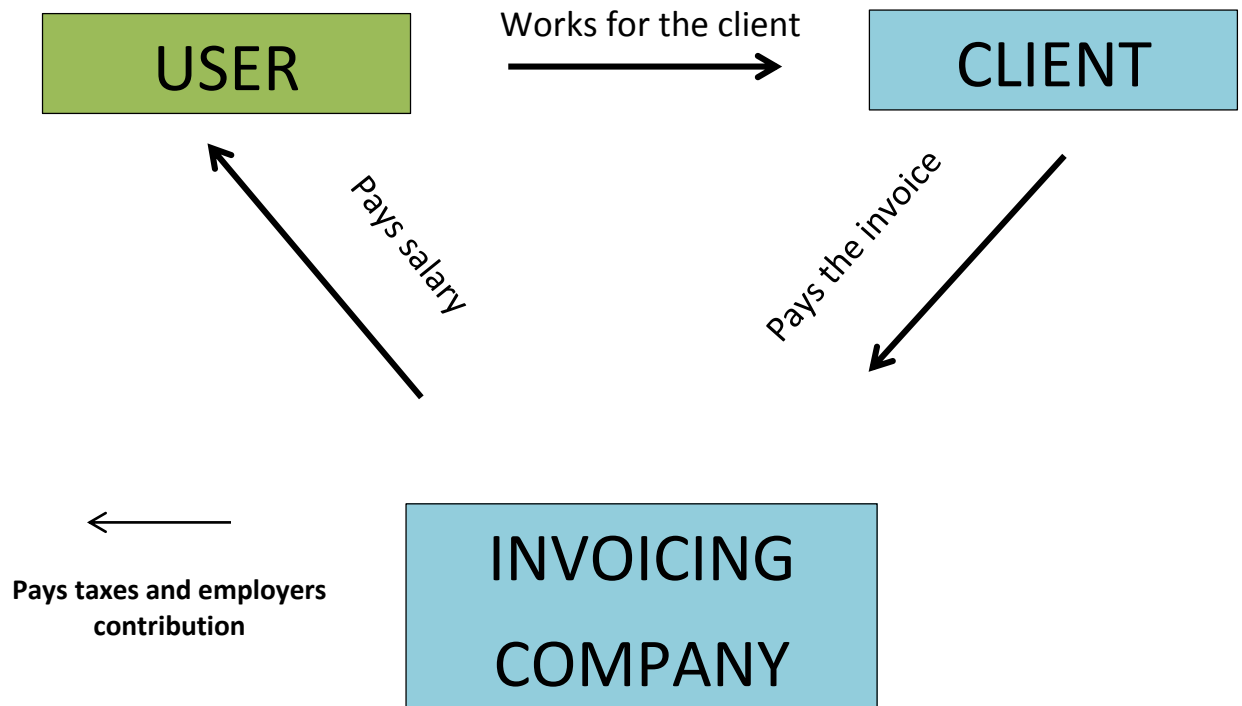 Works for the client
USER
CLIENT
Pays salary
Pays the invoice
Pays taxes and employers
contribution
INVOICING
COMPANY